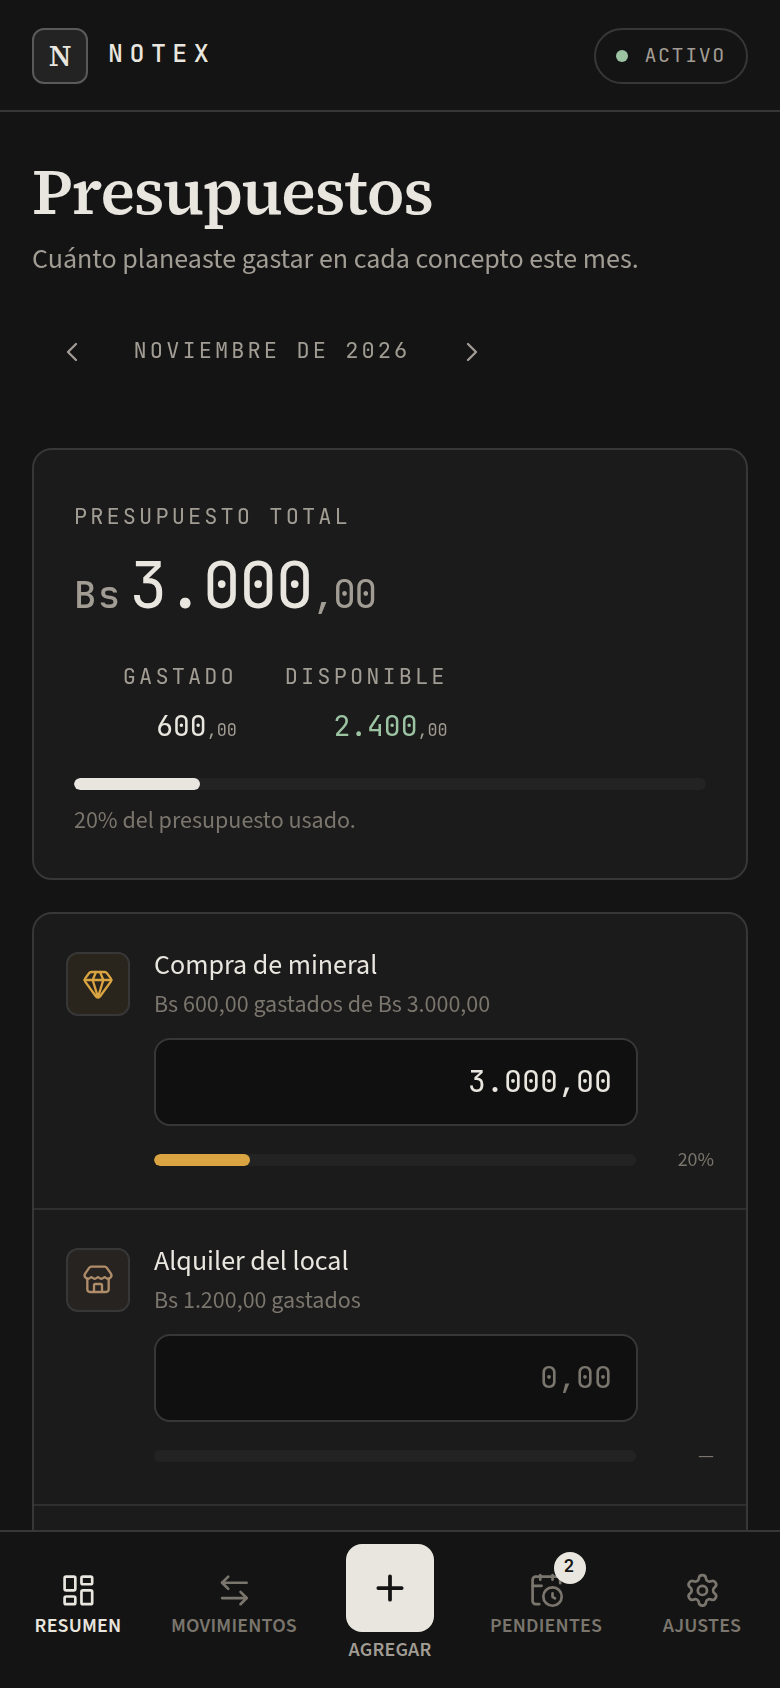 N NOTEX
ACTIVO
Presupuestos
Cuánto planeaste gastar en cada concepto este mes.
NOVIEMBRE DE 2026
PRESUPUESTO TOTAL
Bs 3.000,00
GASTADO DISPONIBLE
600,00 2.400,00
20% del presupuesto usado.
Compra de mineral
Bs 600,00 gastados de Bs 3.000,00
3.000,00
20%
Alquiler del local
Bs 1.200,00 gastados
0,00
—
2
RESUMEN MOVIMIENTOS AGREGAR PENDIENTES AJUSTES